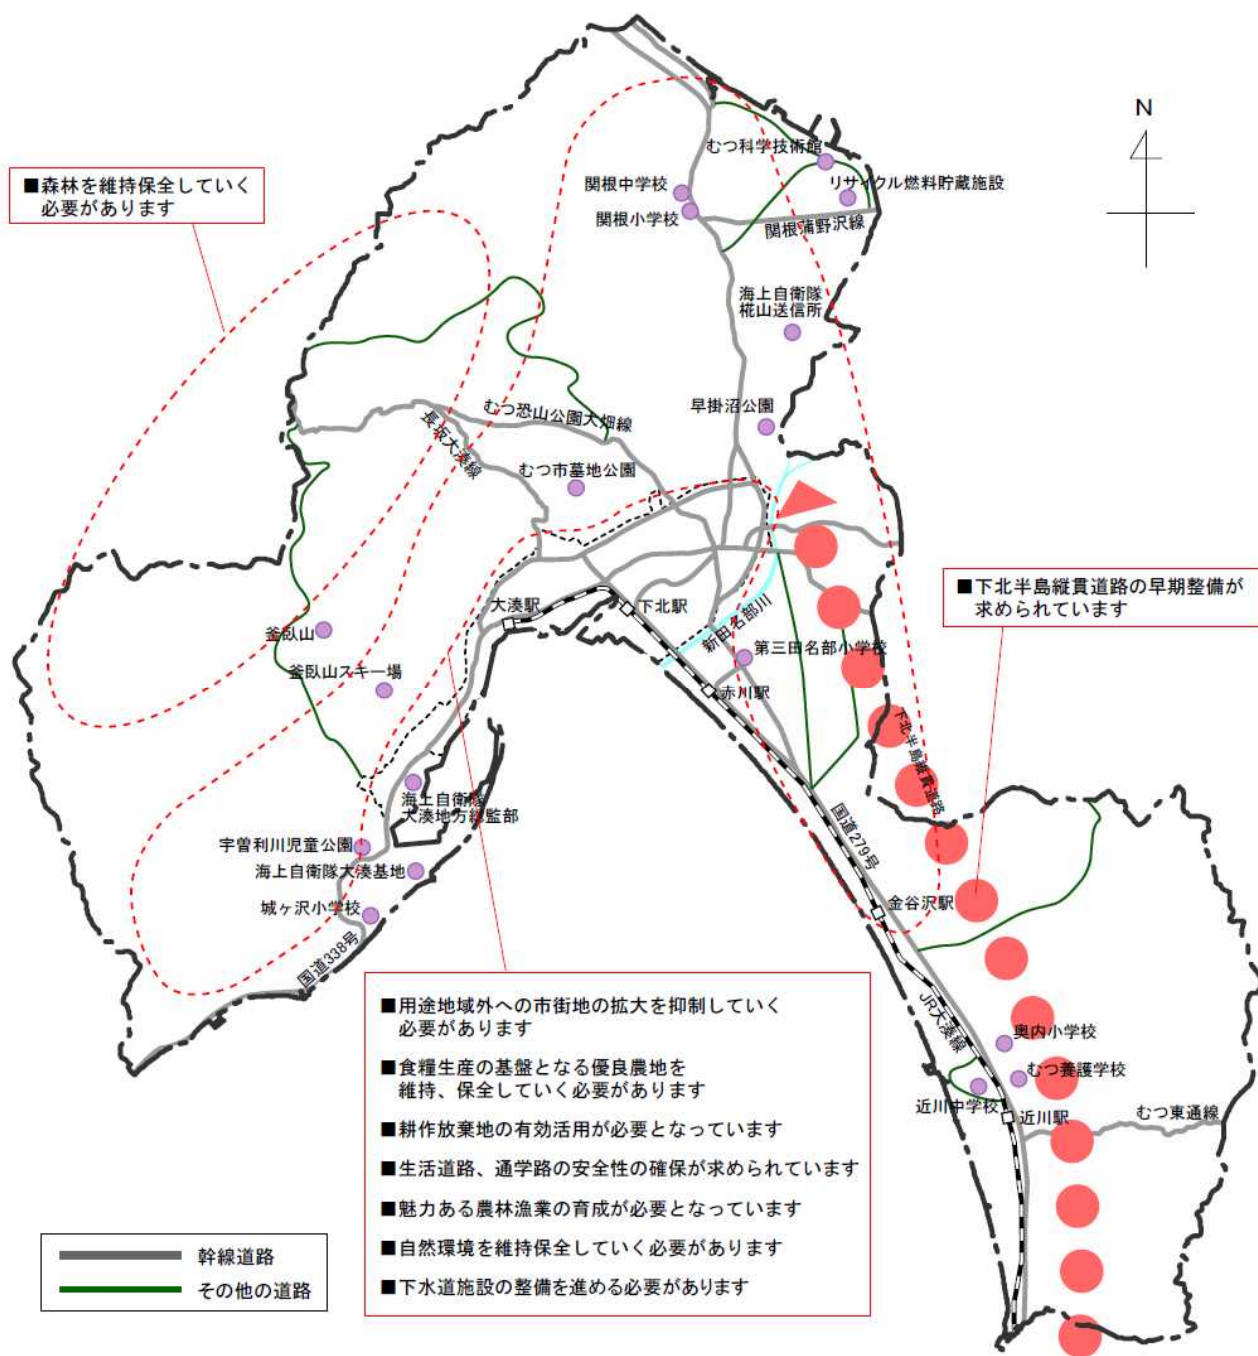 N
■森林を維持保全していく
必要があります
むつ科学技術館
関根中学校
リサイクル燃料貯蔵施設
関根小学校
関根蒲野沢線
海上自衛隊
椛山送信所
早掛沼公園
むつ恐山公園大畑線
長坂大湊線
むつ市墓地公園
■下北半島縦貫道路の早期整備が
求められています
大湊駅
下北駅
新田名部川
第三田名部小学校
釜臥山
釜臥山スキー場
赤川駅
下北半島縦貫道路
海上自衛隊
大湊地方総監部
国道279号
宇曽利川児童公園
海上自衛隊大湊基地
城ヶ沢小学校
金谷沢駅
国道338号
■用途地域外への市街地の拡大を抑制していく
必要があります
■食糧生産の基盤となる優良農地を
維持、保全していく必要があります
■耕作放棄地の有効活用が必要となっています
■生活道路、通学路の安全性の確保が求められています
■魅力ある農林漁業の育成が必要となっています
■自然環境を維持保全していく必要があります
■下水道施設の整備を進める必要があります
JR大湊線
奥内小学校
むつ養護学校
近川中学校
近川駅
むつ東通線
幹線道路
その他の道路